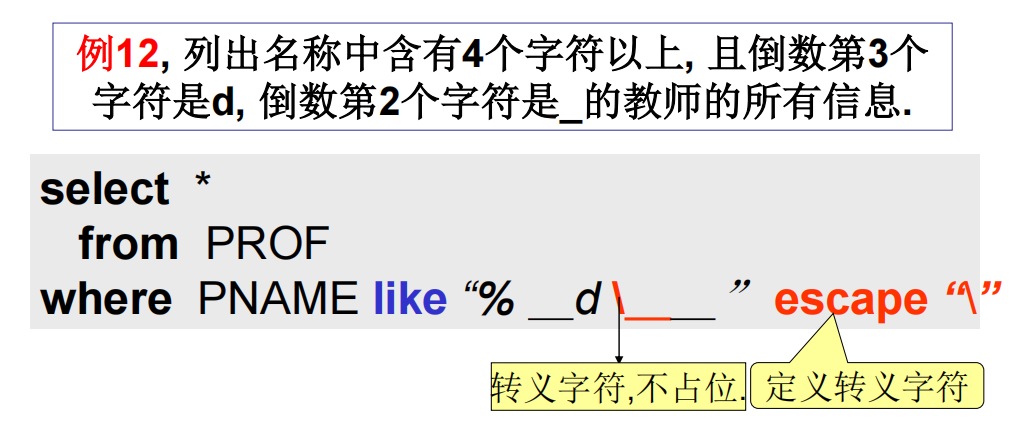 例12, 列出名称中含有4个字符以上, 且倒数第3个
字符是d, 倒数第2个字符是_的教师的所有信息.
select *
from PROF
where PNAME like “% __d \____ ” escape “\”
转义字符,不占位.
定义转义字符